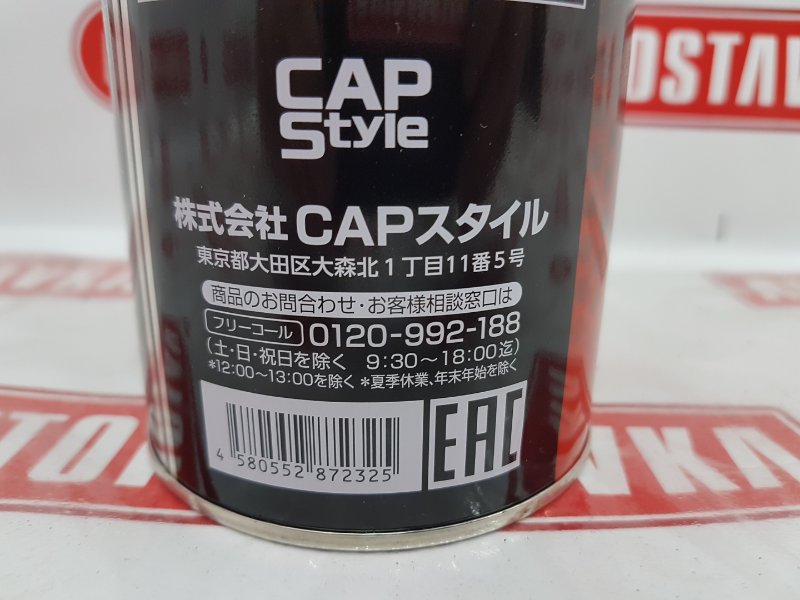 CAP
Style
株式会社 CAPスタイル
東京都大田区大森北1丁目11番5号
商品のお問合わせ・お客様相談窓口は
フリーコール 0120-992-188
(土・日・祝日を除く 9:30〜18:00迄)
*12:00〜13:00を除く *夏季休業、年末年始を除く
4 580552 872325
EAC